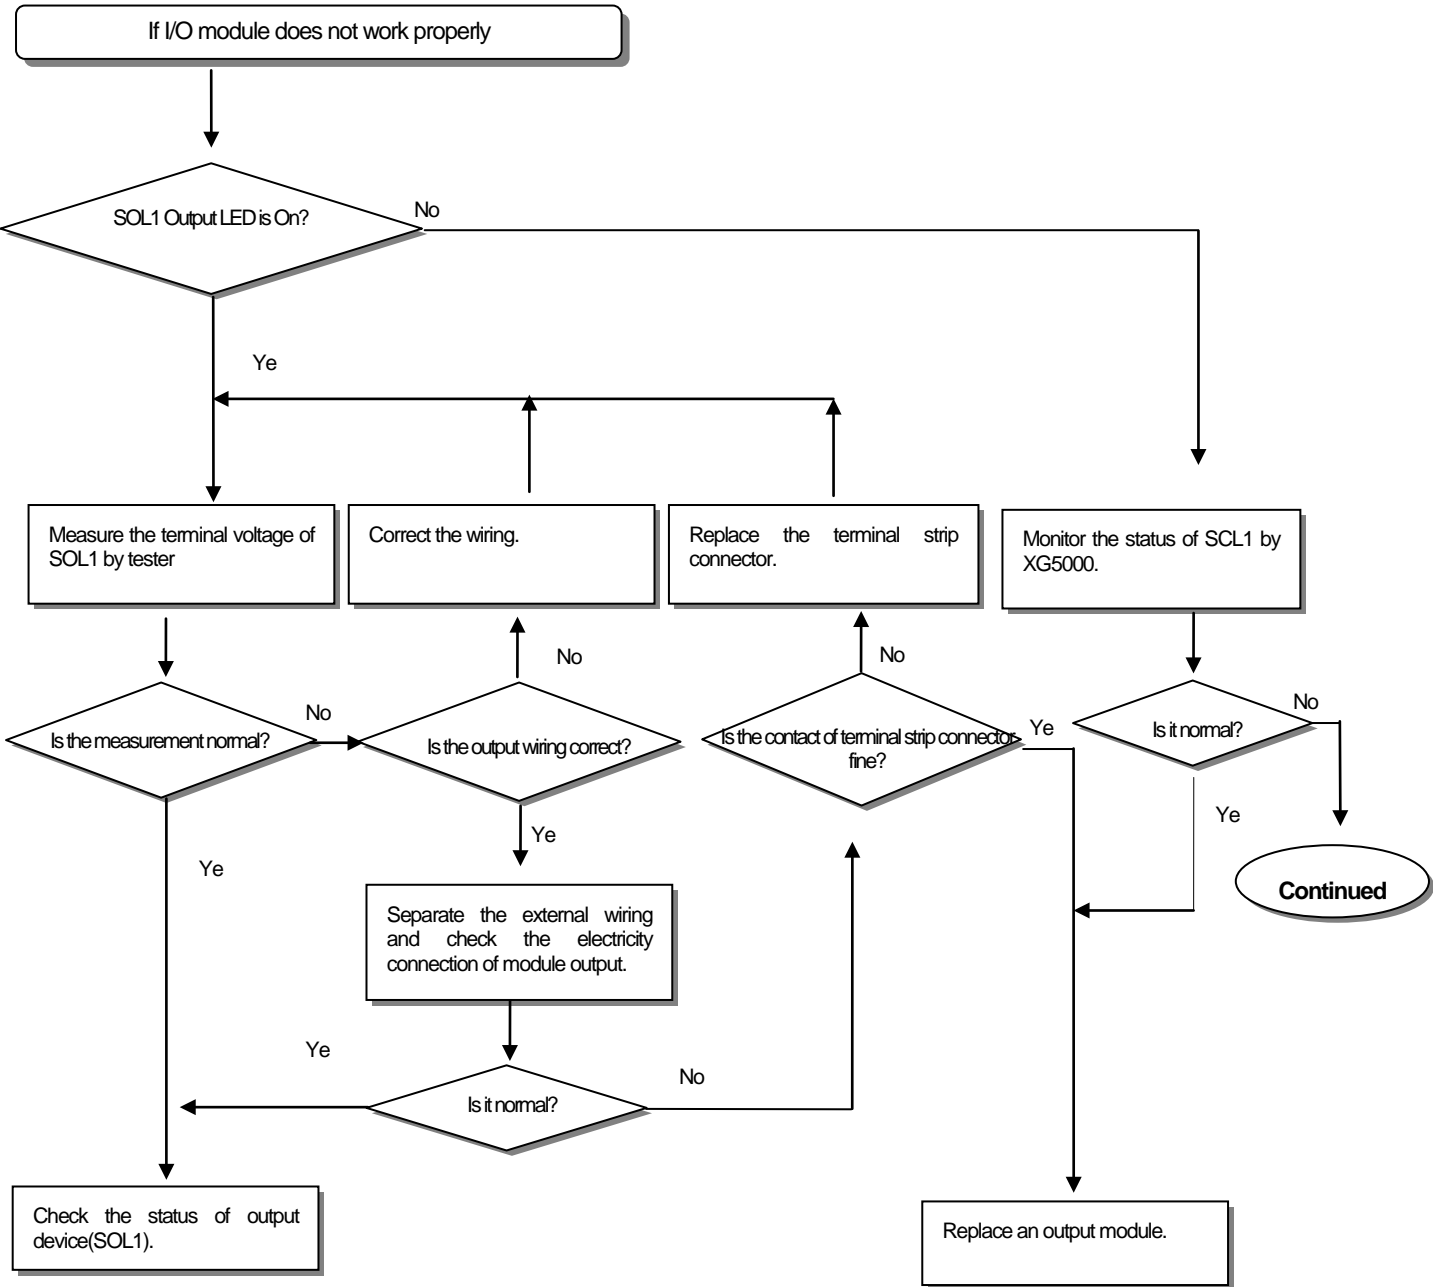 If I/O module does not work properly
SOL1 Output LED is On?
No
Ye
Measure the terminal voltage of
SOL1 by tester
Correct the wiring.
Replace the terminal strip
connector.
Monitor the status of SCL1 by
XG5000.
No
No
No
No
Is the measurement normal?
Is the output wiring correct?
Is the contact of terminal strip connector
fine?
Ye
Is it normal?
Ye
Ye
Ye
Continued
Separate the external wiring
and check the electricity
connection of module output.
Ye
No
Is it normal?
Check the status of output
device(SOL1).
Replace an output module.